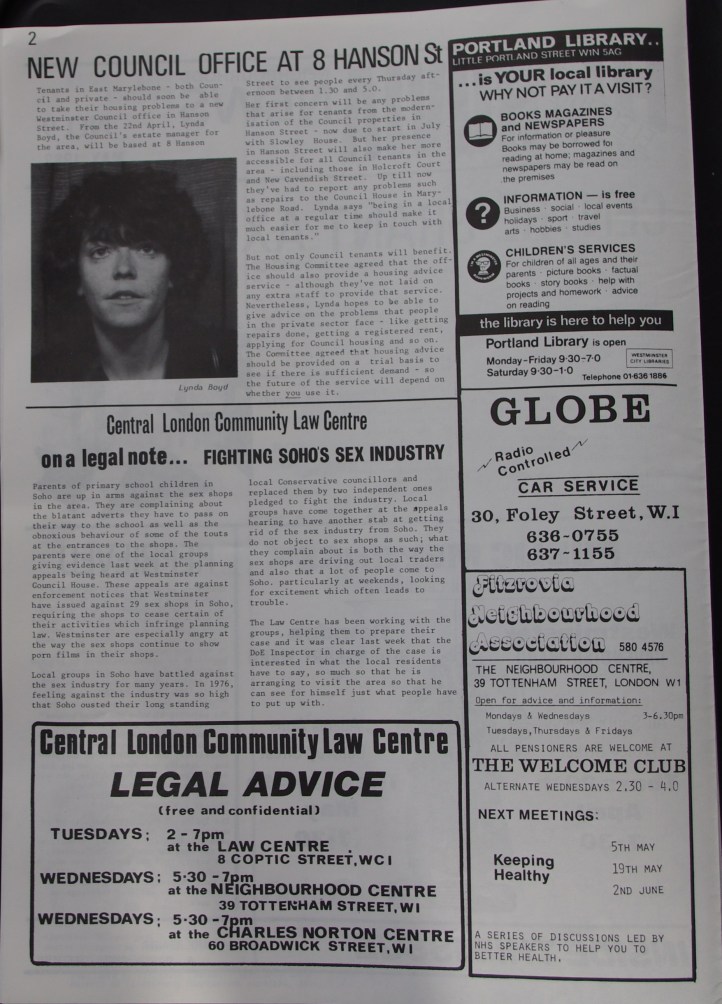 2
NEW COUNCIL OFFICE AT 8 HANSON St
Tenants in East Marylebone - both Coun-
cil and private - should soon be able
to take their housing problems to a new
Westminster Council office in Hanson
Street. From the 22nd April, Lynda
Boyd, the Council's estate manager for
the area, will be based at 8 Hanson
Lynda Boyd
Street to see people every Thursday aft-
ernoon between 1.30 and 5.0.
Her first concern will be any problems
that arise for tenants from the modern-
isation of the Council properties in
Hanson Street - now due to start in July
with Slowley House. But her presence
in Hanson Street will also make her more
accessible for all Council tenants in the
area - including those in Holcroft Court
and New Cavendish Street. Up till now
they've had to report any problems such
as repairs to the Council House in Mary-
lebone Road. Lynda says "being in a local
office at a regular time should make it
much easier for me to keep in touch with
local tenants."
But not only Council tenants will benefit.
The Housing Committee agreed that the off-
ice should also provide a housing advice
service - although they've not laid on
any extra staff to provide that service.
Nevertheless, Lynda hopes to be able to
give advice on the problems that people
in the private sector face - like getting
repairs done, getting a registered rent,
applying for Council housing and so on.
The Committee agreed that housing advice
should be provided on a trial basis to
see if there is sufficient demand - so
the future of the service will depend on
whether you use it.
Central London Community Law Centre
on a legal note... FIGHTING SOHO'S SEX INDUSTRY
Parents of primary school children in
Soho are up in arms against the sex shops
in the area. They are complaining about
the blatant adverts they have to pass on
their way to the school as well as the
obnoxious behaviour of some of the touts
at the entrances to the shops. The
parents were one of the local groups
giving evidence last week at the planning
appeals being heard at Westminster
Council House. These appeals are against
enforcement notices that Westminster
have issued against 29 sex shops in Soho,
requiring the shops to cease certain of
their activities which infringe planning
law. Westminster are especially angry at
the way the sex shops continue to show
porn films in their shops.
Local groups in Soho have battled against
the sex industry for many years. In 1976,
feeling against the industry was so high
that Soho ousted their long standing
local Conservative councillors and
replaced them by two independent ones
pledged to fight the industry. Local
groups have come together at the appeals
hearing to have another stab at getting
rid of the sex industry from Soho. They
do not object to sex shops as such; what
they complain about is both the way the
sex shops are driving out local traders
and also that a lot of people come to
Soho. particularly at weekends, looking
for excitement which often leads to
trouble.
The Law Centre has been working with the
groups, helping them to prepare their
case and it was clear last week that the
DoE Inspector in charge of the case is
interested in what the local residents
have to say, so much so that he is
arranging to visit the area so that he
can see for himself just what people have
to put up with.
Central London Community Law Centre
LEGAL ADVICE
(free and confidential)
TUESDAYS: 2 - 7pm
at the LAW CENTRE
8 COPTIC STREET, WC1
WEDNESDAYS: 5·30 - 7pm
at the NEIGHBOURHOOD CENTRE
39 TOTTENHAM STREET, W1
WEDNESDAYS: 5·30 - 7pm
at the CHARLES NORTON CENTRE
60 BROADWICK STREET, W1
PORTLAND LIBRARY..
LITTLE PORTLAND STREET W1N 5AG
...is YOUR local library
WHY NOT PAY IT A VISIT?
BOOKS MAGAZINES
and NEWSPAPERS
For information or pleasure
Books may be borrowed for
reading at home; magazines and
newspapers may be read on
the premises
?
INFORMATION — is free
Business · social · local events
holidays · sport · travel
arts · hobbies · studies
CHILDREN'S SERVICES
For children of all ages and their
parents · picture books · factual
books · story books · help with
projects and homework · advice
on reading
the library is here to help you
Portland Library is open
Monday-Friday 9·30-7·0
Saturday 9·30-1·0
WESTMINSTER
CITY LIBRARIES
Telephone 01-636 1886
GLOBE
Radio
Controlled
CAR SERVICE
30, Foley Street, W.1
636-0755
637-1155
Fitzrovia
Neighbourhood
Association 580 4576
THE NEIGHBOURHOOD CENTRE,
39 TOTTENHAM STREET, LONDON W1
Open for advice and information:
Mondays & Wednesdays 3-6.30pm
Tuesdays, Thursdays & Fridays
ALL PENSIONERS ARE WELCOME AT
THE WELCOME CLUB
ALTERNATE WEDNESDAYS 2.30 - 4.0
NEXT MEETINGS:
Keeping
Healthy
5TH MAY
19TH MAY
2ND JUNE
A SERIES OF DISCUSSIONS LED BY
NHS SPEAKERS TO HELP YOU TO
BETTER HEALTH.